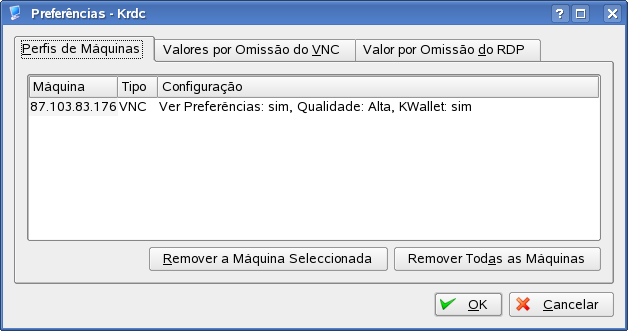 Preferências - Krdc
Perfis de Máquinas Valores por Omissão do VNC Valor por Omissão do RDP
Máquina Tipo Configuração
87.103.83.176 VNC Ver Preferências: sim, Qualidade: Alta, KWallet: sim
Remover a Máquina Seleccionada Remover Todas as Máquinas
OK Cancelar